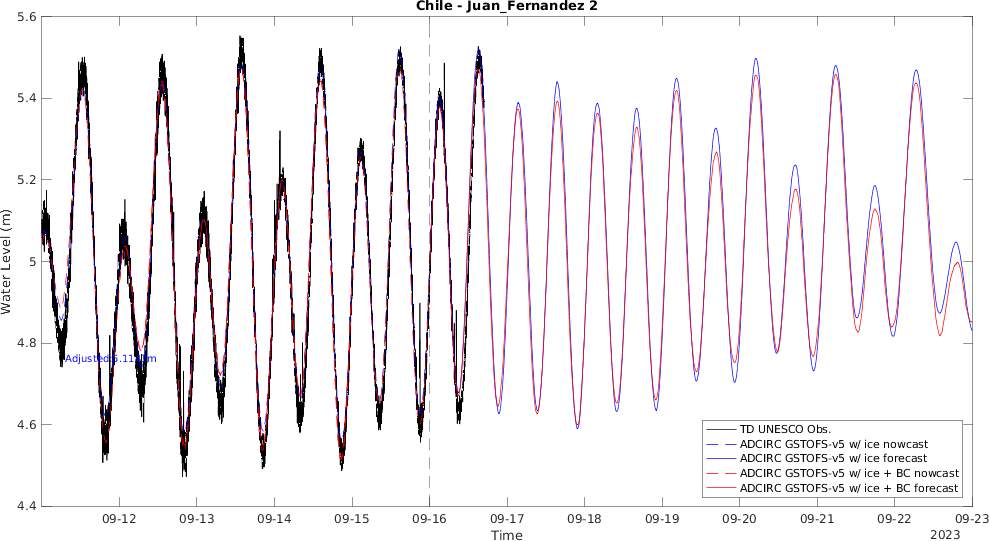 Chile - Juan_Fernandez 2
5.6
5.4
5.2
5
4.8
4.6
4.4
Water Level (m)
09-12
09-13
09-14
09-15
09-16
09-17
09-18
09-19
09-20
09-21
09-22
09-23
Time
2023
TD UNESCO Obs.
ADCIRC GSTOFS-v5 w/ ice nowcast
ADCIRC GSTOFS-v5 w/ ice forecast
ADCIRC GSTOFS-v5 w/ ice + BC nowcast
ADCIRC GSTOFS-v5 w/ ice + BC forecast